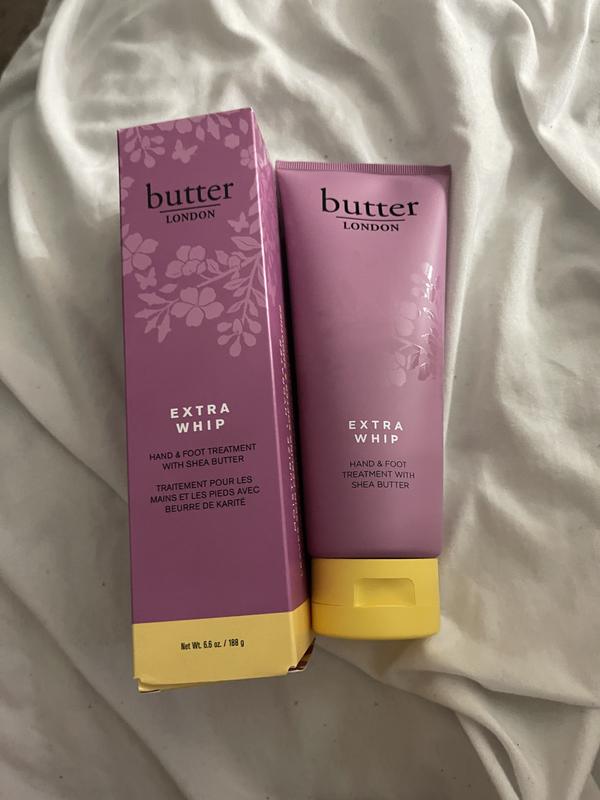 butter
LONDON
EXTRA
WHIP
HAND & FOOT TREATMENT
WITH SHEA BUTTER
TRAITEMENT POUR LES
MAINS ET LES PIEDS AVEC
BEURRE DE KARITÉ
Net Wt. 6.6 oz. / 188 g
butter
LONDON
EXTRA
WHIP
HAND & FOOT
TREATMENT WITH
SHEA BUTTER